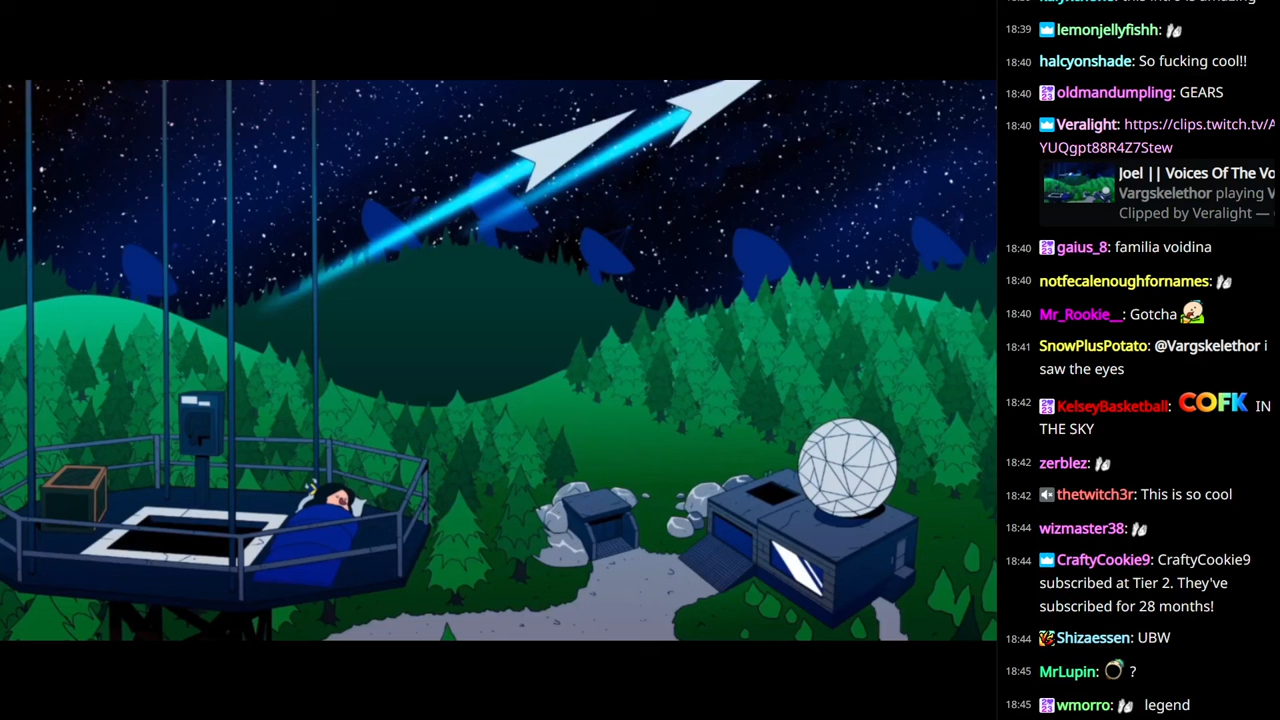 18:39 lemonjellyfishh:
18:40 halcyonshade: So fucking cool!!
18:40 oldmandumpling: GEARS
18:40 Veralight: https://clips.twitch.tv/A
YUQgpt88R4Z7Stew
Joel || Voices Of The Vo
Vargskelethor playing V
Clipped by Veralight —
18:40 gaius_8: familia voidina
18:40 notfecalenoughfornames:
18:40 Mr_Rookie__: Gotcha
18:41 SnowPlusPotato: @Vargskelethor i
saw the eyes
18:42 KelseyBasketball: COFK IN
THE SKY
18:42 zerblez:
18:42 thetwitch3r: This is so cool
18:44 wizmaster38:
18:44 CraftyCookie9: CraftyCookie9
subscribed at Tier 2. They've
subscribed for 28 months!
18:44 Shizaessen: UBW
18:45 MrLupin: ?
18:45 wmorro: legend